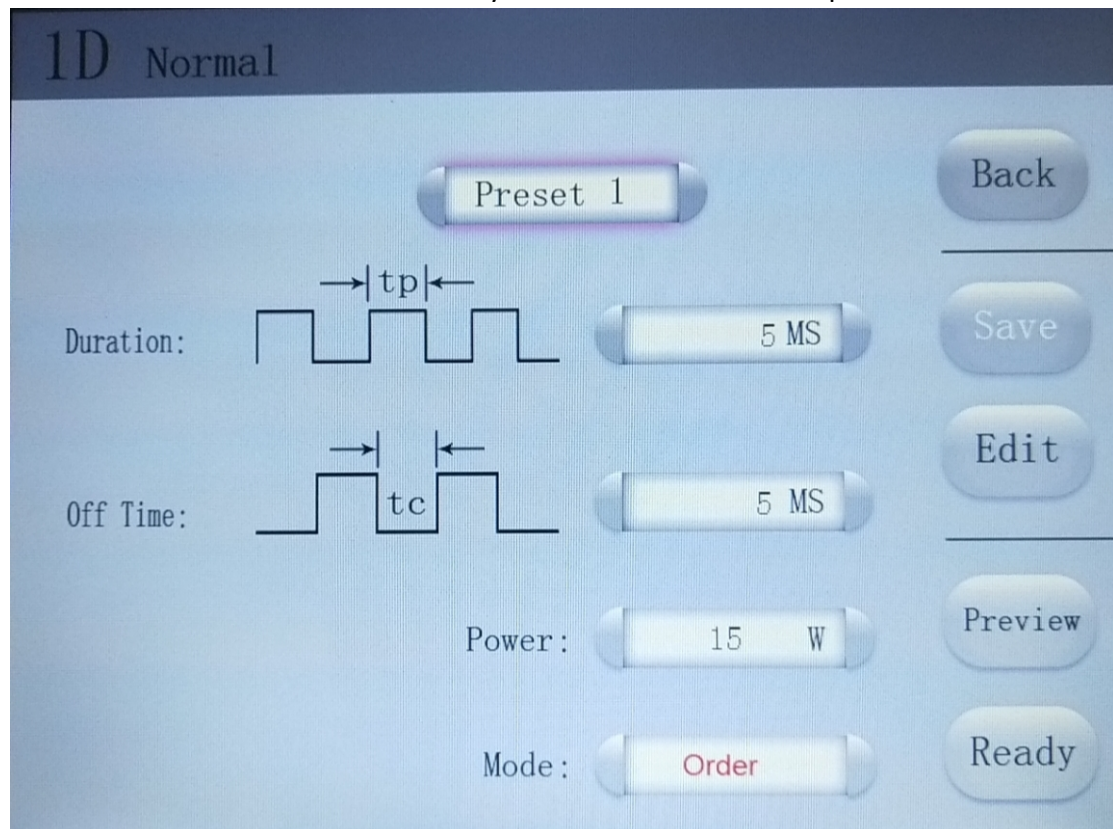 1D Normal
Preset 1
Back
tp
Duration:
5 MS
Save
Edit
tc
Off Time:
5 MS
Power:
15 W
Preview
Mode:
Order
Ready